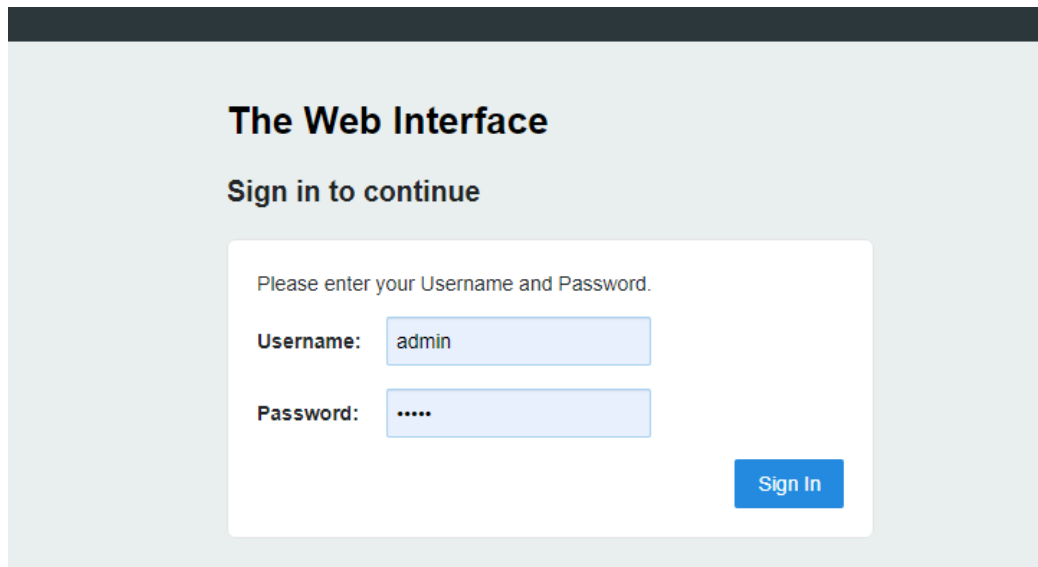 The Web Interface
Sign in to continue
Please enter your Username and Password.
Username: admin
Password: •••••
Sign In